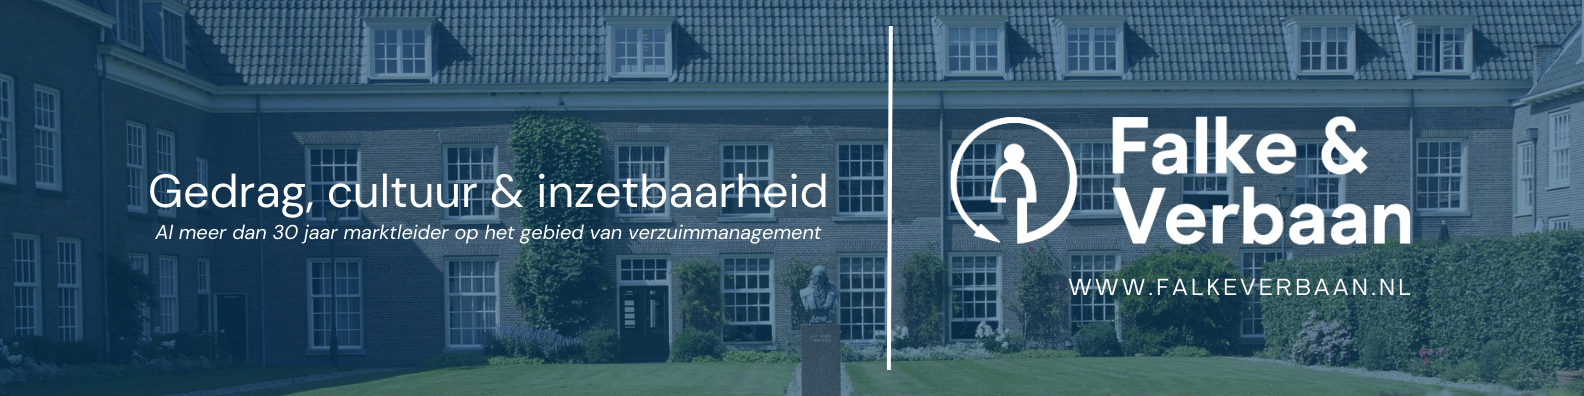 Gedrag, cultuur & inzetbaarheid
Al meer dan 30 jaar marktleider op het gebied van verzuimmanagement
Falke &
Verbaan
WWW.FALKEVERBAAN.NL